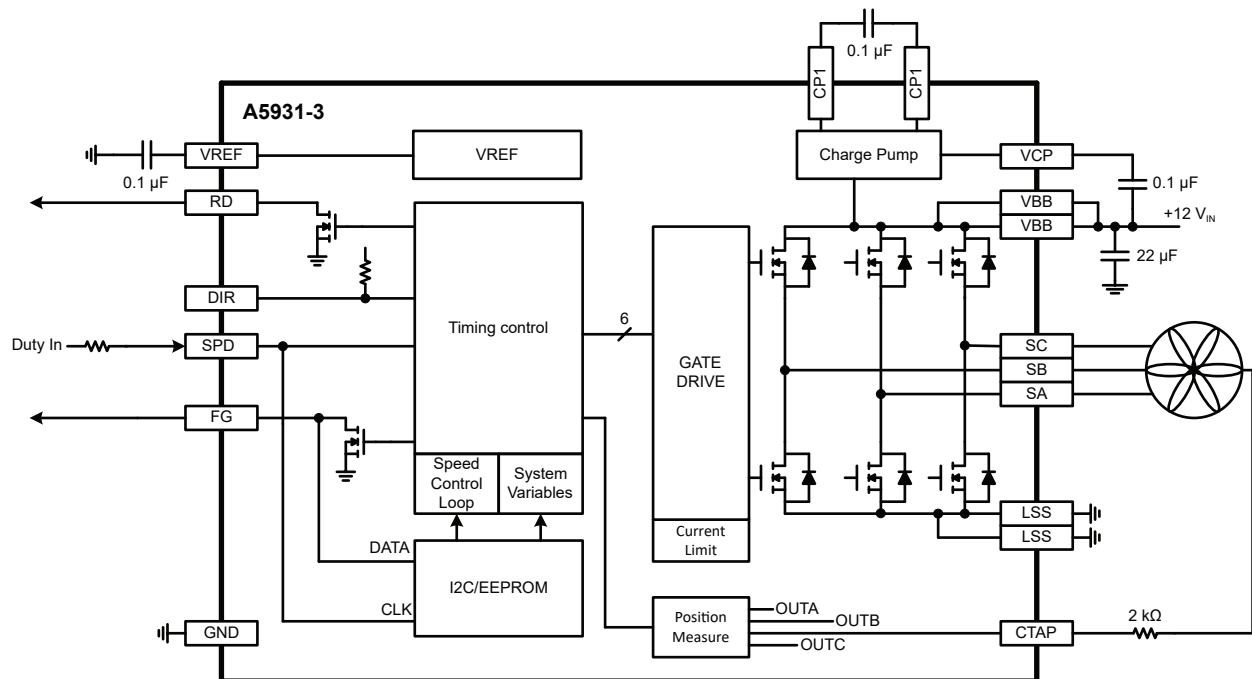 0.1 µF
CP1
CP1
A5931-3
VREF
0.1 µF
VREF
Charge Pump
VCP
0.1 µF
RD
VBB
VBB
+12 VIN
22 µF
DIR
Timing control
6
GATE
DRIVE
Duty In
SPD
SC
SB
SA
FG
Speed
Control
Loop
System
Variables
Current
Limit
LSS
LSS
DATA
I2C/EEPROM
CLK
Position
Measure
OUTA
OUTB
OUTC
GND
CTAP
2 kΩ